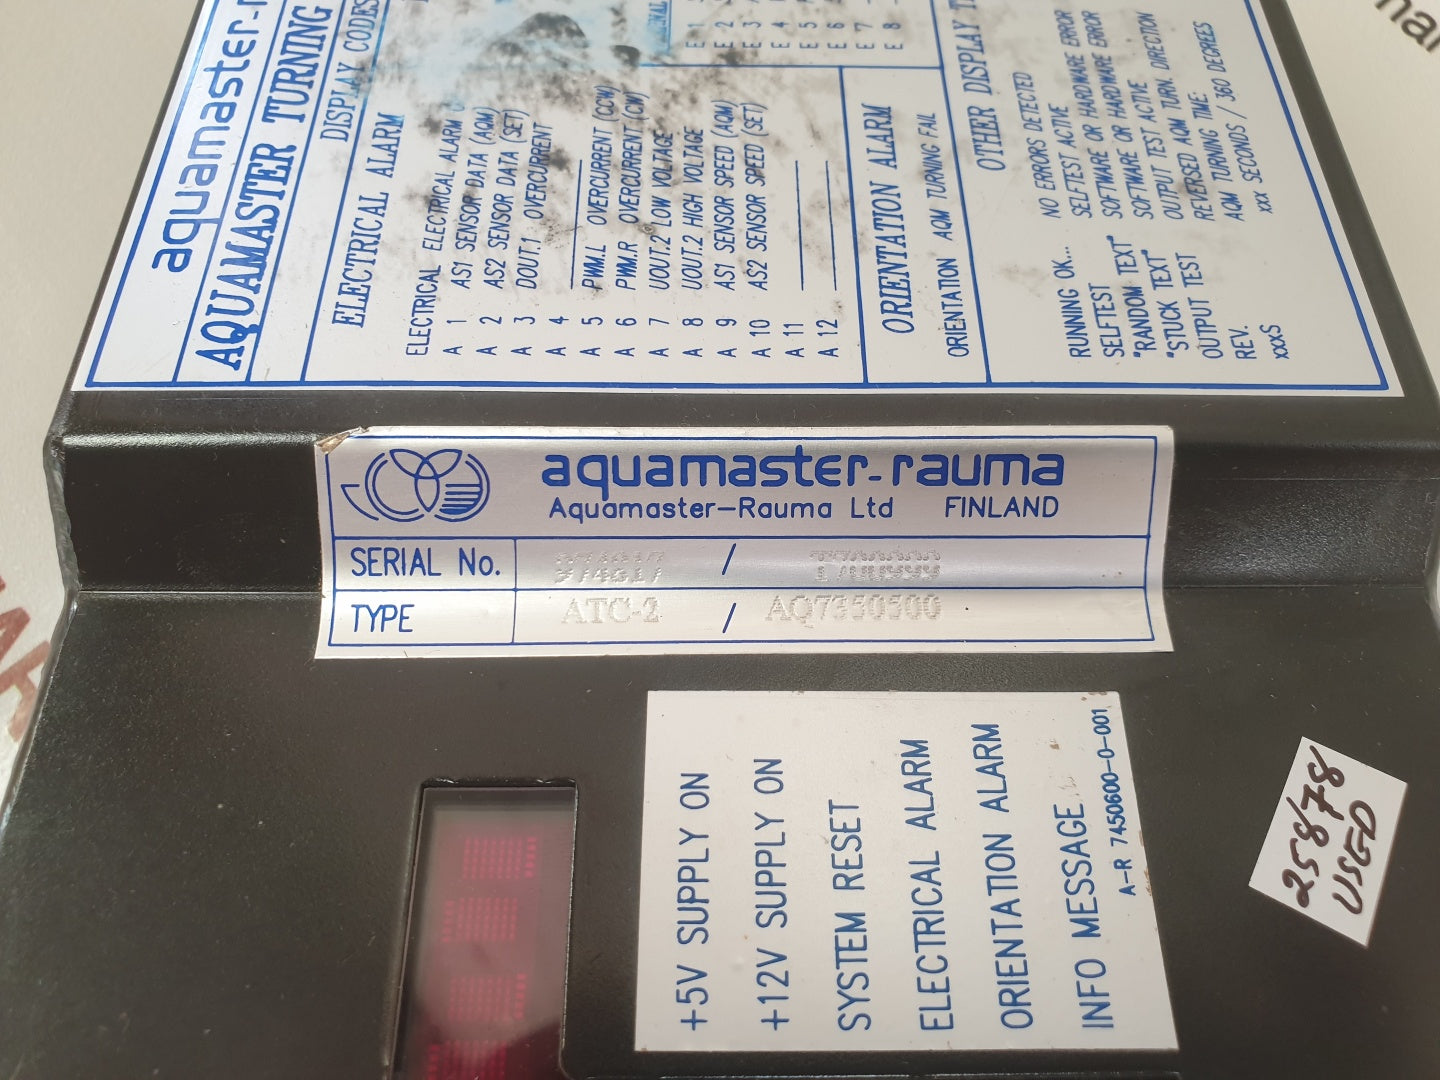 aquamaster-r
AQUAMASTER TURNING
DISPLAY CODES
ELECTRICAL ALARM
ELECTRICAL ELECTRICAL ALARM
A 1 AS1 SENSOR DATA (AQM)
A 2 AS2 SENSOR DATA (SET)
A 3 DOUT.1 OVERCURRENT
A 4
A 5 PWM.L OVERCURRENT (CCW)
A 6 PWM.R OVERCURRENT (CW)
A 7 UOUT.2 LOW VOLTAGE
A 8 UOUT.2 HIGH VOLTAGE
A 9 AS1 SENSOR SPEED (AQM)
A 10 AS2 SENSOR SPEED (SET)
A 11
A 12
E 1
E 2
E 3
E 4
E 5
E 6
E 7
E 8
ORIENTATION ALARM
ORIENTATION AQM TURNING FAIL
OTHER DISPLAY
RUNNING OK... NO ERRORS DETECTED
SELFTEST SELFTEST ACTIVE
"RANDOM TEXT" SOFTWARE OR HARDWARE ERROR
"STUCK TEXT" SOFTWARE OR HARDWARE ERROR
OUTPUT TEST OUTPUT TEST ACTIVE
REV. REVERSED AQM TURN. DIRECTION
xxxS AQM TURNING TIME:
xxx SECONDS / 360 DEGREES
aquamaster-rauma
Aquamaster-Rauma Ltd FINLAND
SERIAL No. /
TYPE ATC-2 / AQ7350500
+5V SUPPLY ON
+12V SUPPLY ON
SYSTEM RESET
ELECTRICAL ALARM
ORIENTATION ALARM
INFO MESSAGE
A-R 7450600-0-001
258/78
USED